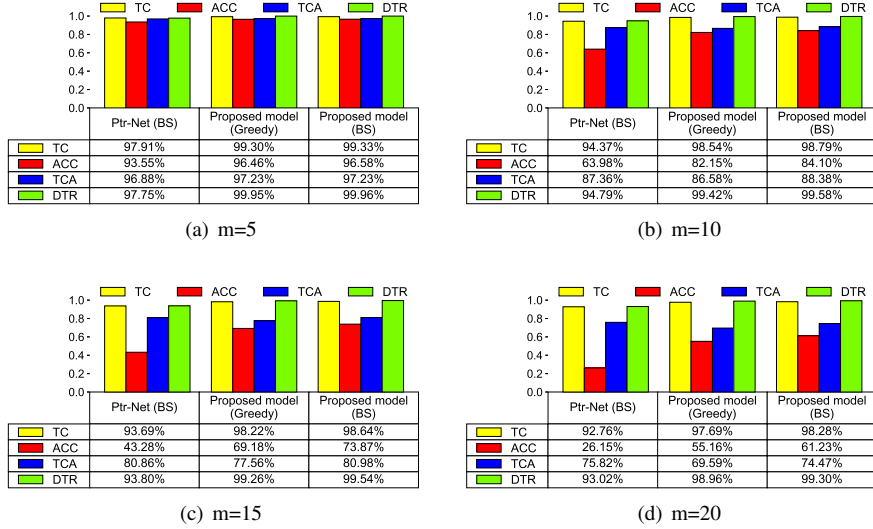 TC ACC TCA DTR
1.0
0.8
0.6
0.4
0.2
0.0
Ptr-Net (BS) Proposed model (Greedy) Proposed model (BS)
TC 97.91% 99.30% 99.33%
ACC 93.55% 96.46% 96.58%
TCA 96.88% 97.23% 97.23%
DTR 97.75% 99.95% 99.96%
(a) m=5
TC ACC TCA DTR
1.0
0.8
0.6
0.4
0.2
0.0
Ptr-Net (BS) Proposed model (Greedy) Proposed model (BS)
TC 94.37% 98.54% 98.79%
ACC 63.98% 82.15% 84.10%
TCA 87.36% 86.58% 88.38%
DTR 94.79% 99.42% 99.58%
(b) m=10
TC ACC TCA DTR
1.0
0.8
0.6
0.4
0.2
0.0
Ptr-Net (BS) Proposed model (Greedy) Proposed model (BS)
TC 93.69% 98.22% 98.64%
ACC 43.28% 69.18% 73.87%
TCA 80.86% 77.56% 80.98%
DTR 93.80% 99.26% 99.54%
(c) m=15
TC ACC TCA DTR
1.0
0.8
0.6
0.4
0.2
0.0
Ptr-Net (BS) Proposed model (Greedy) Proposed model (BS)
TC 92.76% 97.69% 98.28%
ACC 26.15% 55.16% 61.23%
TCA 75.82% 69.59% 74.47%
DTR 93.02% 98.96% 99.30%
(d) m=20